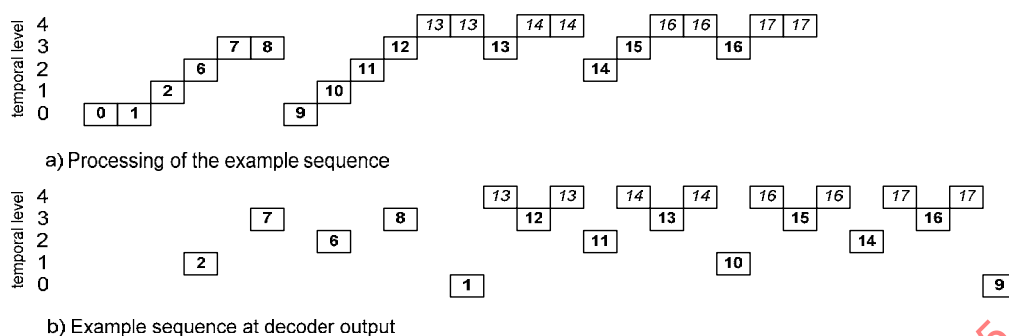 temporal level
4 13 13 14 14 16 16 17 17
3 7 8 12 13 15 16
2 6 11 14
1 2 10
0 0 1 9
a) Processing of the example sequence
temporal level
4 13 13 14 14 16 16 17 17
3 7 8 12 13 15 16
2 6 11 14
1 2 10
0 1 9
b) Example sequence at decoder output